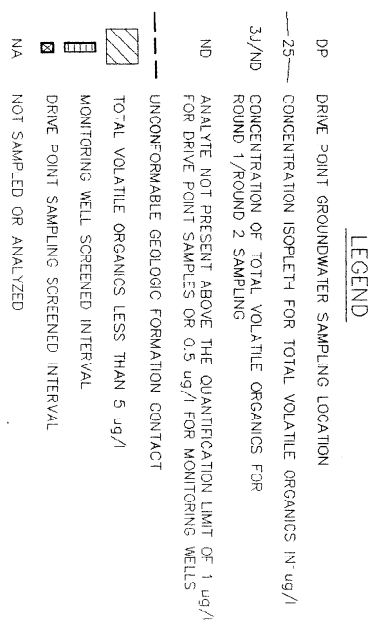 LEGEND
DP DRIVE POINT GROUNDWATER SAMPLING LOCATION
25 CONCENTRATION ISOPLETH FOR TOTAL VOLATILE ORGANICS IN ug/l
3J/ND CONCENTRATION OF TOTAL VOLATILE ORGANICS FOR
ROUND 1/ROUND 2 SAMPLING
ND ANALYTE NOT PRESENT ABOVE THE QUANTIFICATION LIMIT OF 1 ug/l
FOR DRIVE POINT SAMPLES OR 0.5 ug/l FOR MONITORING WELLS
UNCONFORMABLE GEOLOGIC FORMATION CONTACT
TOTAL VOLATILE ORGANICS LESS THAN 5 ug/l
MONITORING WELL SCREENED INTERVAL
DRIVE POINT SAMPLING SCREENED INTERVAL
NA NOT SAMPLED OR ANALYZED